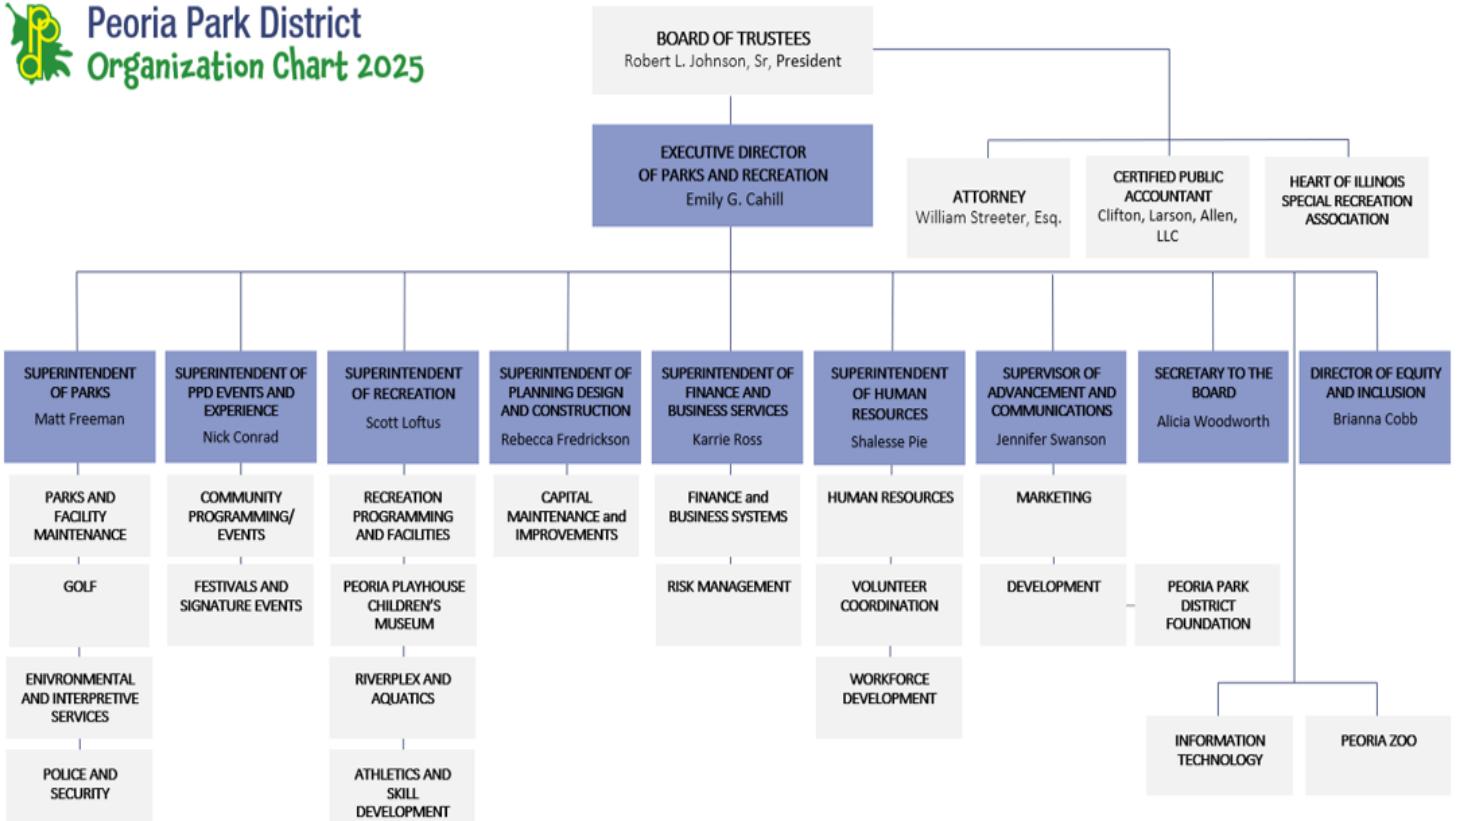 Peoria Park District
Organization Chart 2025
BOARD OF TRUSTEES
Robert L. Johnson, Sr, President
EXECUTIVE DIRECTOR
OF PARKS AND RECREATION
Emily G. Cahill
ATTORNEY
William Streeter, Esq.
CERTIFIED PUBLIC
ACCOUNTANT
Clifton, Larson, Allen,
LLC
HEART OF ILLINOIS
SPECIAL RECREATION
ASSOCIATION
SUPERINTENDENT
OF PARKS
Matt Freeman
SUPERINTENDENT OF
PPD EVENTS AND
EXPERIENCE
Nick Conrad
SUPERINTENDENT
OF RECREATION
Scott Loftus
SUPERINTENDENT OF
PLANNING DESIGN
AND CONSTRUCTION
Rebecca Fredrickson
SUPERINTENDENT OF
FINANCE AND
BUSINESS SERVICES
Karrie Ross
SUPERINTENDENT
OF HUMAN
RESOURCES
Shalesse Pie
SUPERVISOR OF
ADVANCEMENT AND
COMMUNICATIONS
Jennifer Swanson
SECRETARY TO THE
BOARD
Alicia Woodworth
DIRECTOR OF EQUITY
AND INCLUSION
Brianna Cobb
PARKS AND
FACILITY
MAINTENANCE
GOLF
ENIVRONMENTAL
AND INTERPRETIVE
SERVICES
POLICE AND
SECURITY
COMMUNITY
PROGRAMMING/
EVENTS
FESTIVALS AND
SIGNATURE EVENTS
RECREATION
PROGRAMMING
AND FACILITIES
PEORIA PLAYHOUSE
CHILDREN'S
MUSEUM
RIVERPLEX AND
AQUATICS
ATHLETICS AND
SKILL
DEVELOPMENT
CAPITAL
MAINTENANCE and
IMPROVEMENTS
FINANCE and
BUSINESS SYSTEMS
RISK MANAGEMENT
HUMAN RESOURCES
VOLUNTEER
COORDINATION
WORKFORCE
DEVELOPMENT
MARKETING
DEVELOPMENT
PEORIA PARK
DISTRICT
FOUNDATION
INFORMATION
TECHNOLOGY
PEORIA ZOO